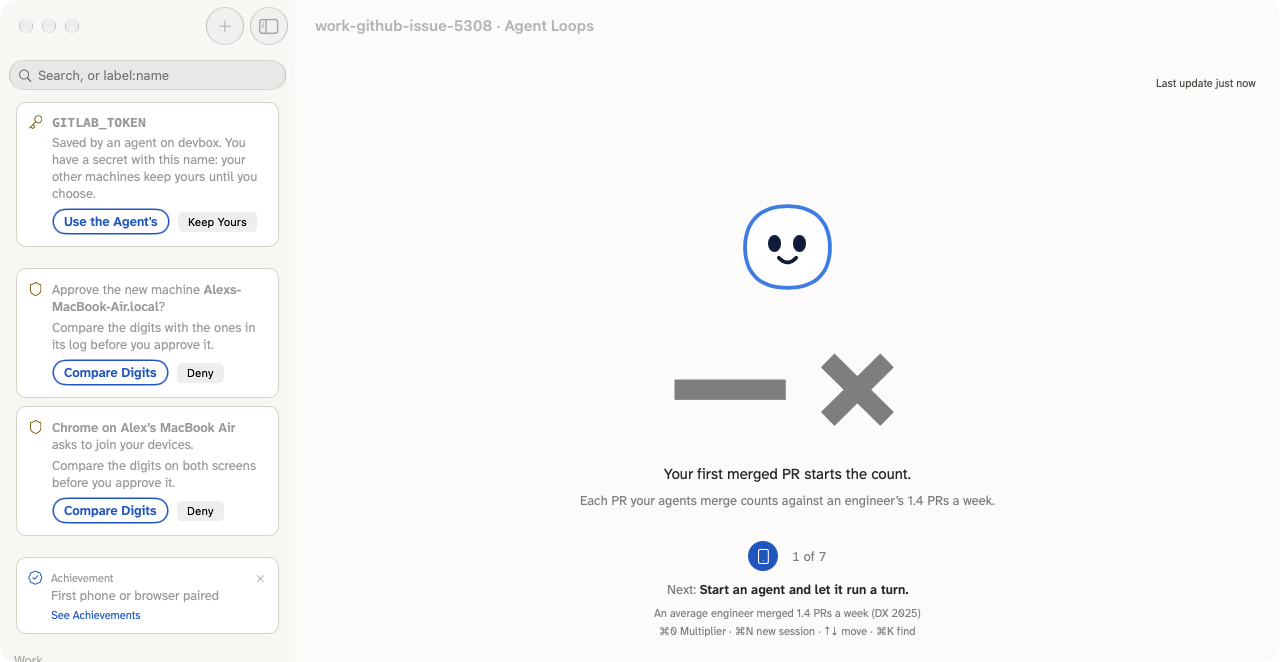 work-github-issue-5308 · Agent Loops
Search, or label:name
Last update just now
GITLAB_TOKEN
Saved by an agent on devbox. You
have a secret with this name: your
other machines keep yours until you
choose.
Use the Agent's
Keep Yours
Approve the new machine Alexs-
MacBook-Air.local?
Compare the digits with the ones in
its log before you approve it.
Compare Digits
Deny
Chrome on Alex’s MacBook Air
asks to join your devices.
Compare the digits on both screens
before you approve it.
Compare Digits
Deny
Achievement
First phone or browser paired
See Achievements
Work
—×
Your first merged PR starts the count.
Each PR your agents merge counts against an engineer’s 1.4 PRs a week.
1 of 7
Next: Start an agent and let it run a turn.
An average engineer merged 1.4 PRs a week (DX 2025)
⌘0 Multiplier · ⌘N new session · ↑↓ move · ⌘K find